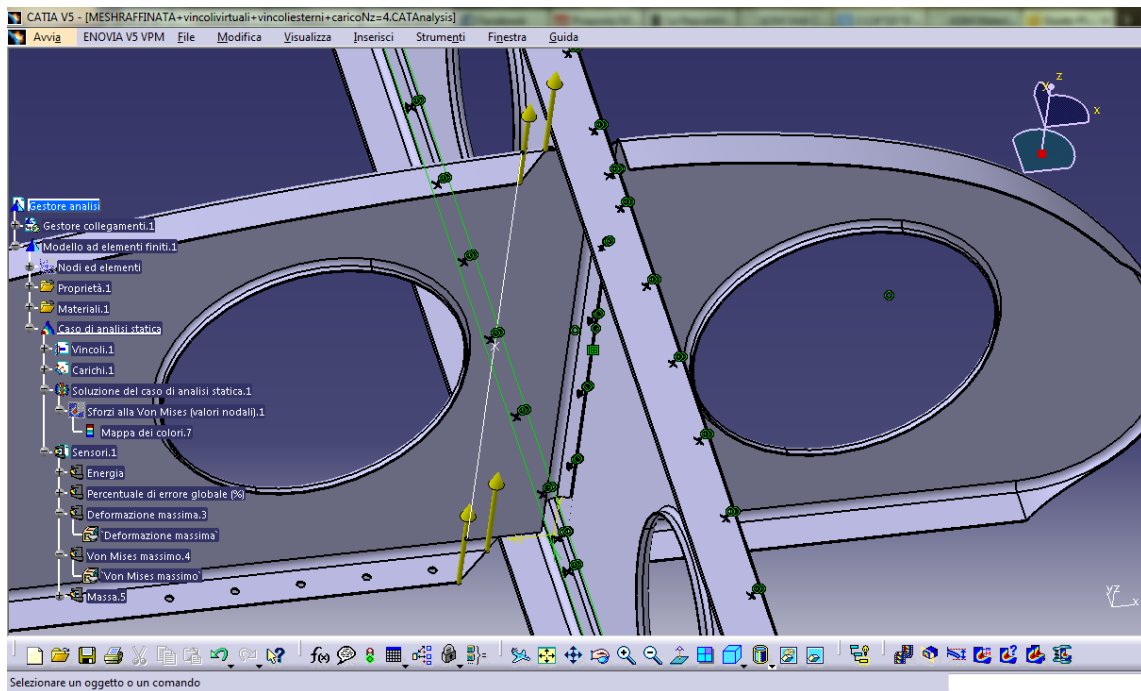 CATIA V5 - [MESHRAFFINATA+vincolivirtuali+vincoliesterni+caricoNz=4.CATAnalysis]
Avvia ENOVIA V5 VPM File Modifica Visualizza Inserisci Strumenti Finestra Guida
z
y
x
Gestore analisi
Gestore collegamenti.1
Modello ad elementi finiti.1
Nodi ed elementi
Proprietà.1
Materiali.1
Caso di analisi statica
Vincoli.1
Carichi.1
Soluzione del caso di analisi statica.1
Sforzi alla Von Mises (valori nodali).1
Mappa dei colori.7
Sensori.1
Energia
Percentuale di errore globale (%)
Deformazione massima.3
`Deformazione massima`
Von Mises massimo.4
`Von Mises massimo`
Massa.5
yz
x
f(x)
Selezionare un oggetto o un comando